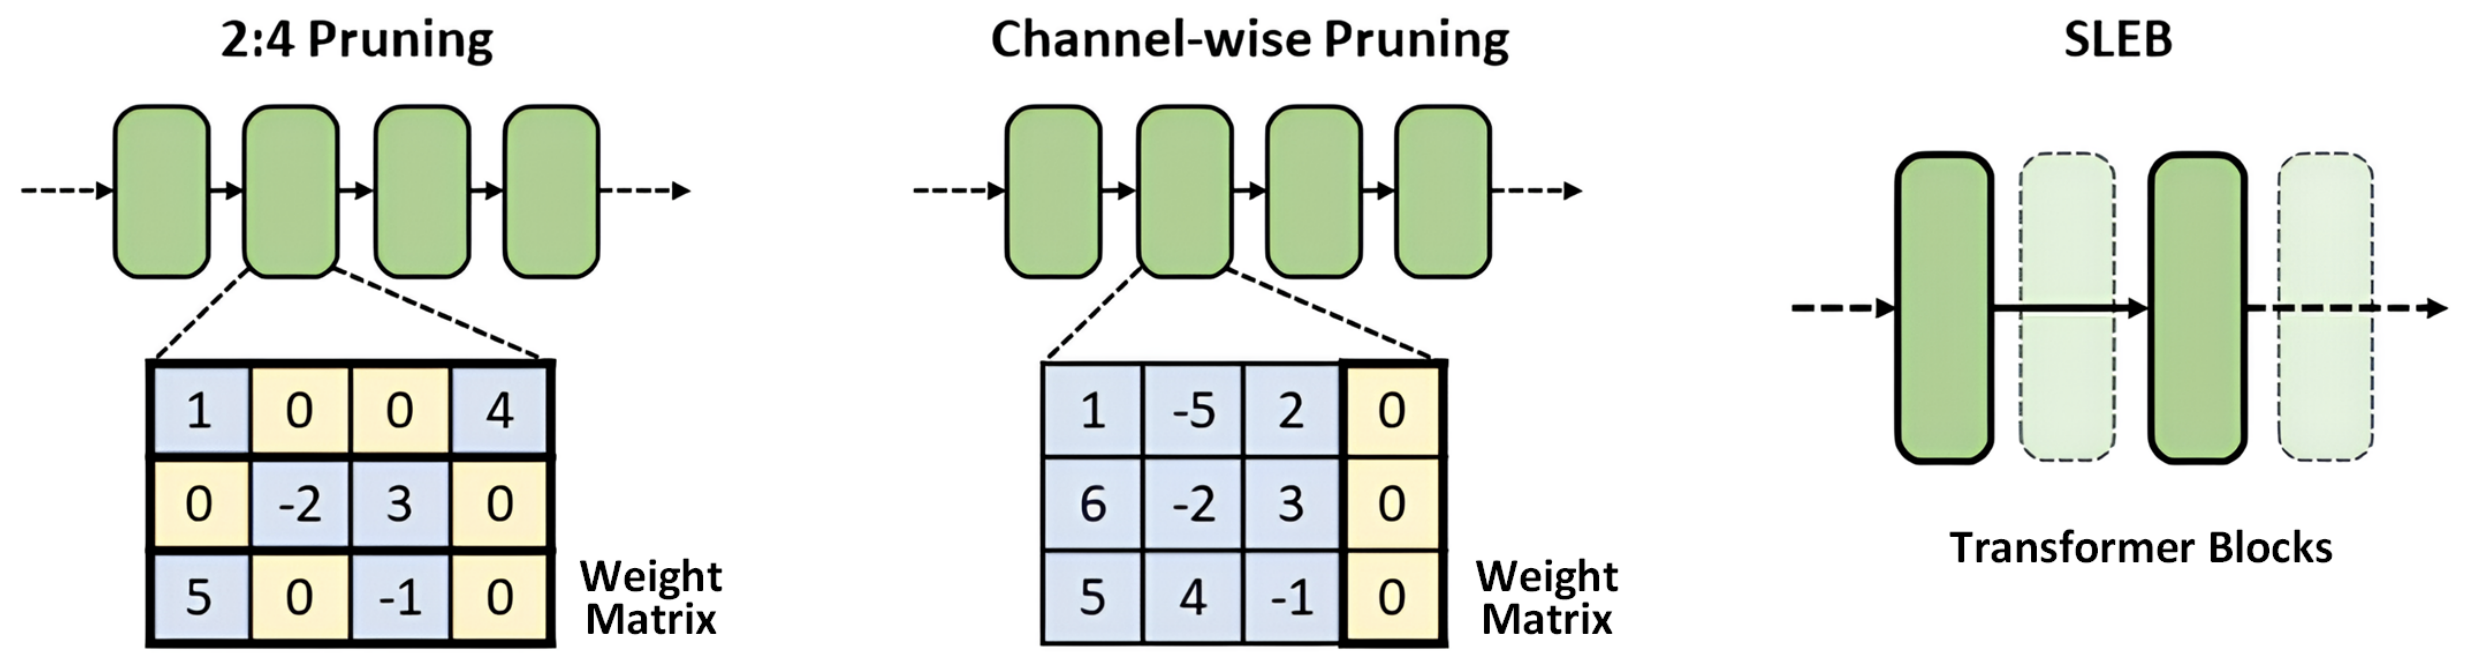 2:4 Pruning
1 0 0 4
0 -2 3 0
5 0 -1 0
Weight
Matrix
Channel-wise Pruning
1 -5 2 0
6 -2 3 0
5 4 -1 0
Weight
Matrix
SLEB
Transformer Blocks